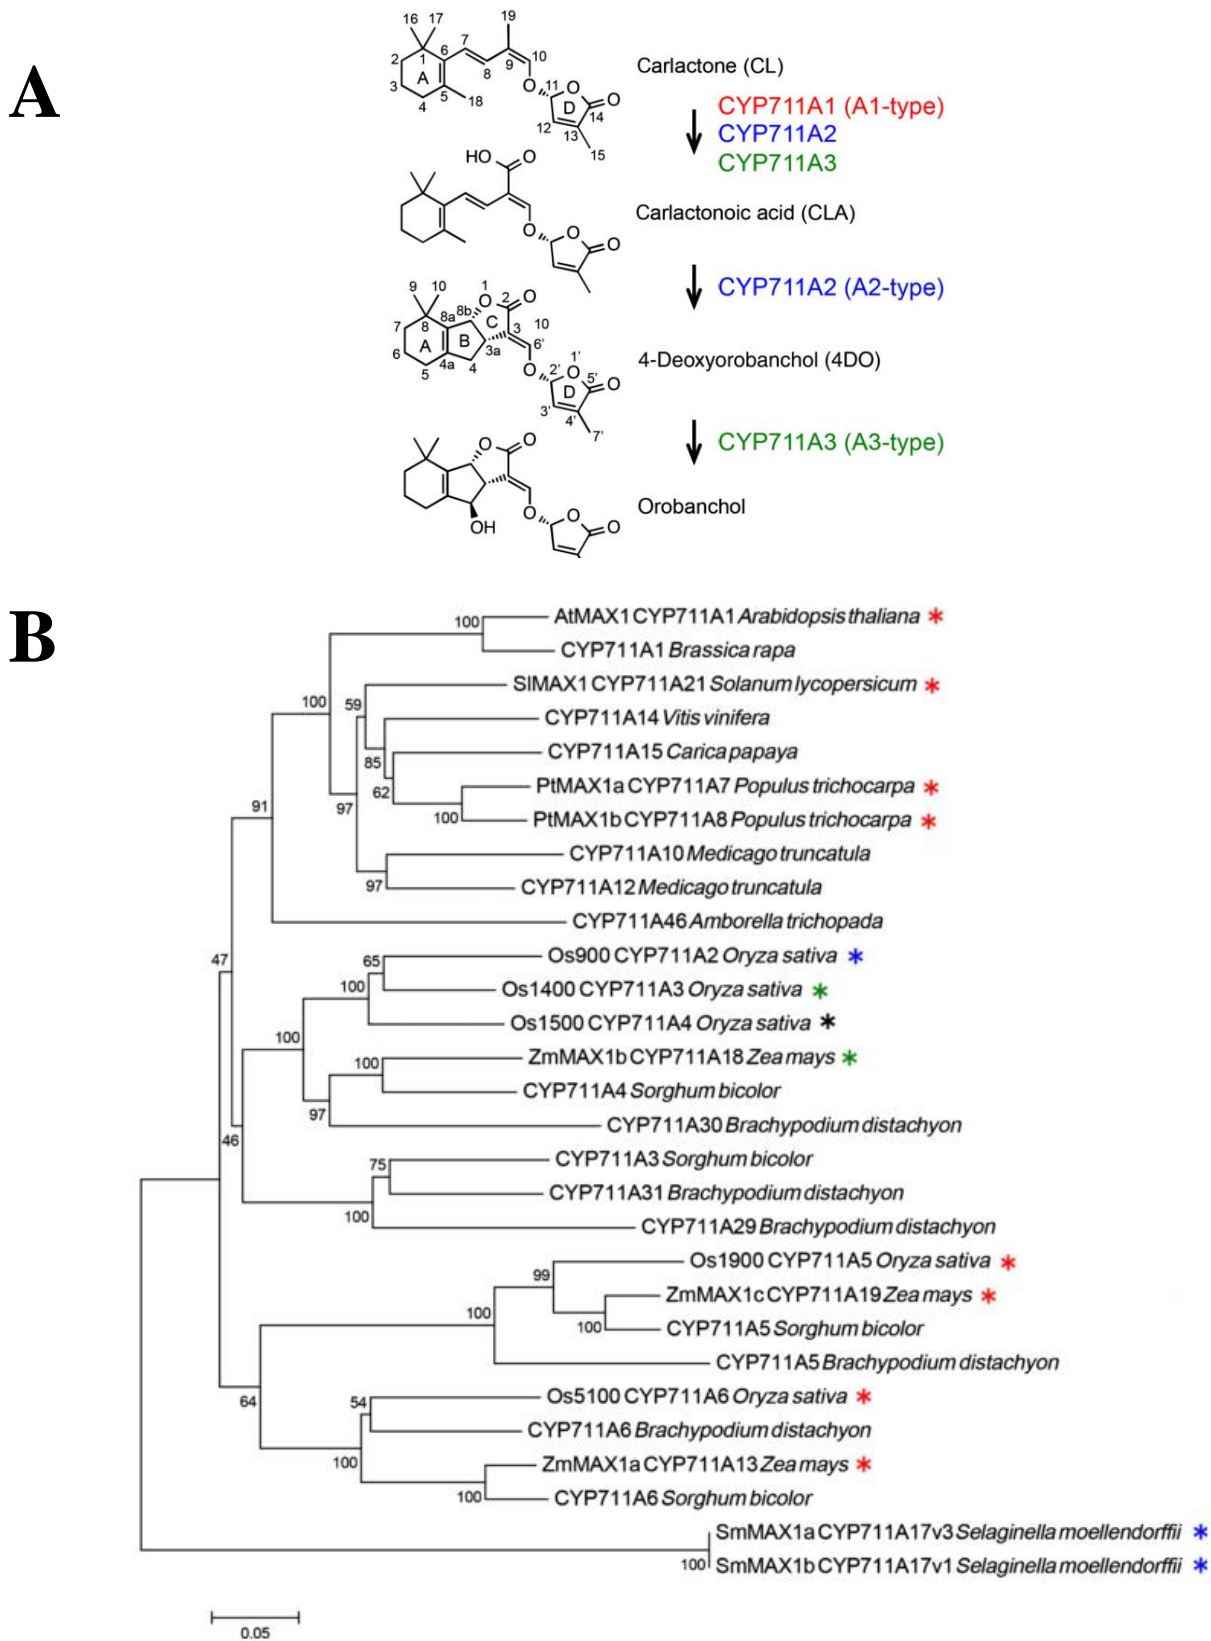 A
16 17 19
2 1 6 7 8 9 10
3 A 5 18
4
O 11 O O
D 14
12 13
15
Carlactone (CL)
CYP711A1 (A1-type)
CYP711A2
CYP711A3
HO O
O O O
Carlactonoic acid (CLA)
CYP711A2 (A2-type)
9 10 1 2
O O
7 8 8a 8b C 3 10
6 A B 3a 6'
5 4a 4
O 2' O 1' 5' O
D
3' 4'
7'
4-Deoxyorobanchol (4DO)
CYP711A3 (A3-type)
O O
OH O O O
Orobanchol
B
AtMAX1 CYP711A1 Arabidopsis thaliana *
100
CYP711A1 Brassica rapa
SlMAX1 CYP711A21 Solanum lycopersicum *
100 59
CYP711A14 Vitis vinifera
CYP711A15 Carica papaya
85
PtMAX1a CYP711A7 Populus trichocarpa *
62
91 97 100
PtMAX1b CYP711A8 Populus trichocarpa *
CYP711A10 Medicago truncatula
97
CYP711A12 Medicago truncatula
CYP711A46 Amborella trichopada
Os900 CYP711A2 Oryza sativa *
47 65
Os1400 CYP711A3 Oryza sativa *
100
Os1500 CYP711A4 Oryza sativa *
100
ZmMAX1b CYP711A18 Zea mays *
100
CYP711A4 Sorghum bicolor
97
CYP711A30 Brachypodium distachyon
46
CYP711A3 Sorghum bicolor
75
CYP711A31 Brachypodium distachyon
100
CYP711A29 Brachypodium distachyon
Os1900 CYP711A5 Oryza sativa *
99
ZmMAX1c CYP711A19 Zea mays *
100
100
CYP711A5 Sorghum bicolor
CYP711A5 Brachypodium distachyon
Os5100 CYP711A6 Oryza sativa *
64 54
CYP711A6 Brachypodium distachyon
100
ZmMAX1a CYP711A13 Zea mays *
100
CYP711A6 Sorghum bicolor
SmMAX1a CYP711A17v3 Selaginella moellendorffii *
100
SmMAX1b CYP711A17v1 Selaginella moellendorffii *
0.05